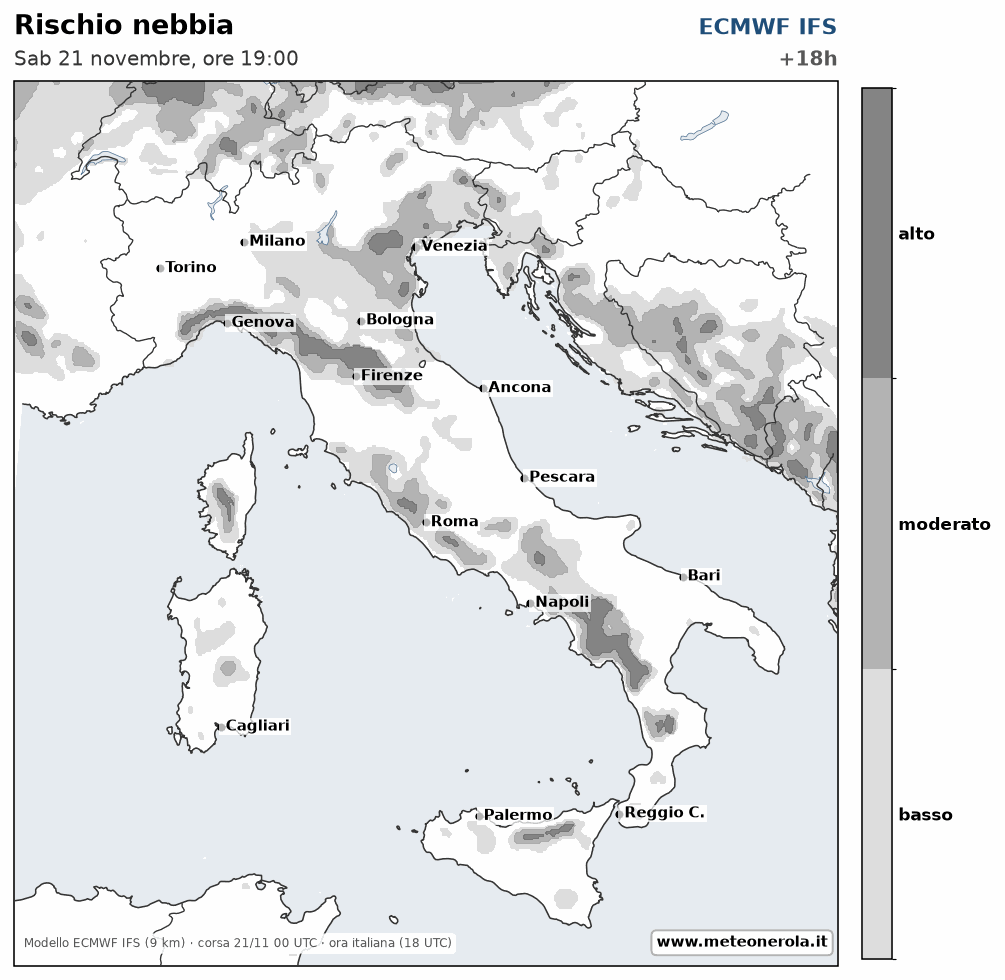 Rischio nebbia
ECMWF IFS
Sab 21 novembre, ore 19:00
+18h
Milano
Venezia
Torino
Genova
Bologna
Firenze
Ancona
Pescara
Roma
Bari
Napoli
Cagliari
Palermo
Reggio C.
alto
moderato
basso
Modello ECMWF IFS (9 km) · corsa 21/11 00 UTC · ora italiana (18 UTC)
www.meteonerola.it